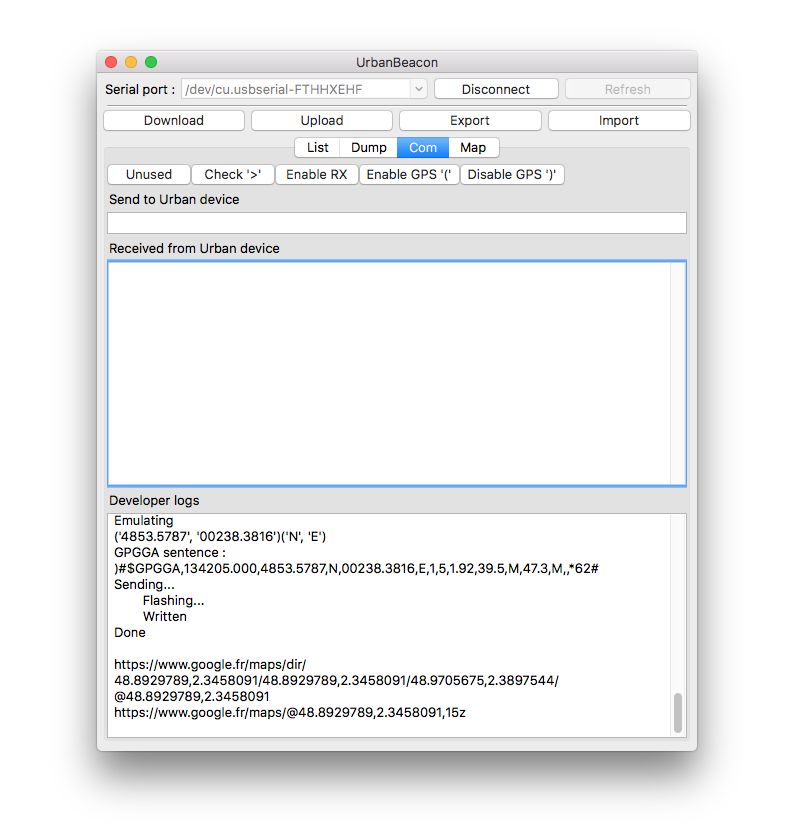 UrbanBeacon
Serial port : /dev/cu.usbserial-FTHHXEHF Disconnect Refresh
Download Upload Export Import
List Dump Com Map
Unused Check '>' Enable RX Enable GPS '(' Disable GPS ')'
Send to Urban device
Received from Urban device
Developer logs
Emulating
('4853.5787', '00238.3816')('N', 'E')
GPGGA sentence :
)#$GPGGA,134205.000,4853.5787,N,00238.3816,E,1,5,1.92,39.5,M,47.3,M,,*62#
Sending...
Flashing...
Written
Done
https://www.google.fr/maps/dir/
48.8929789,2.3458091/48.8929789,2.3458091/48.9705675,2.3897544/
@48.8929789,2.3458091
https://www.google.fr/maps/@48.8929789,2.3458091,15z